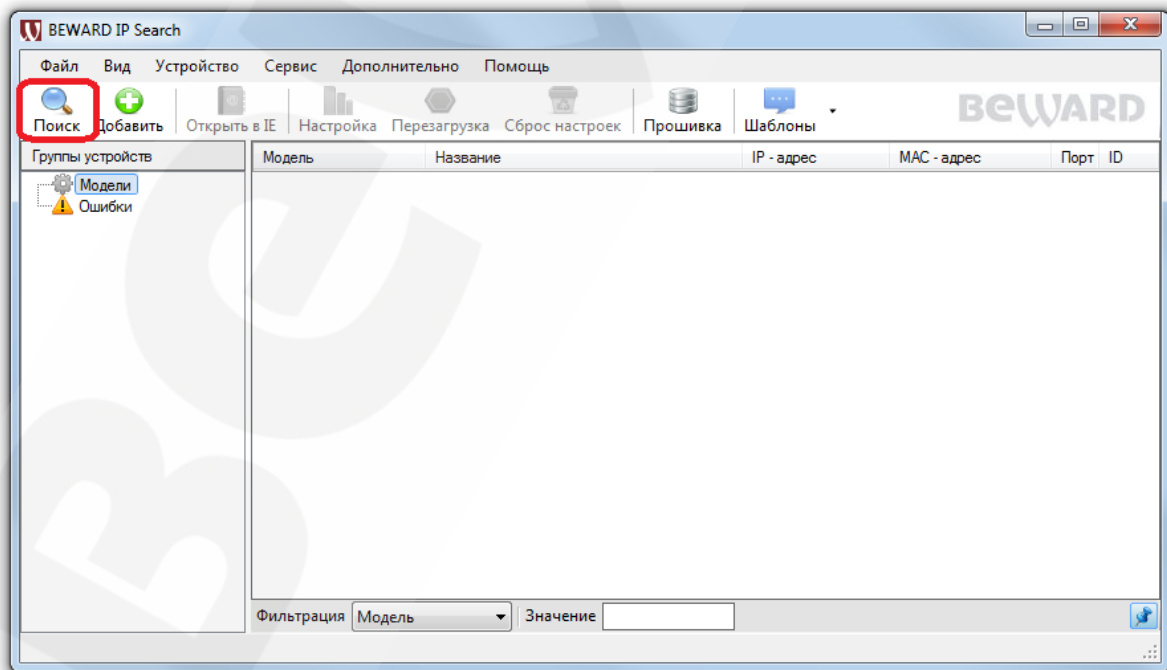 BEWARD IP Search
Файл Вид Устройство Сервис Дополнительно Помощь
Поиск Добавить Открыть в IE Настройка Перезагрузка Сброс настроек Прошивка Шаблоны BEWARD
Группы устройств Модель Название IP - адрес MAC - адрес Порт ID
Модели
Ошибки
Фильтрация Модель Значение